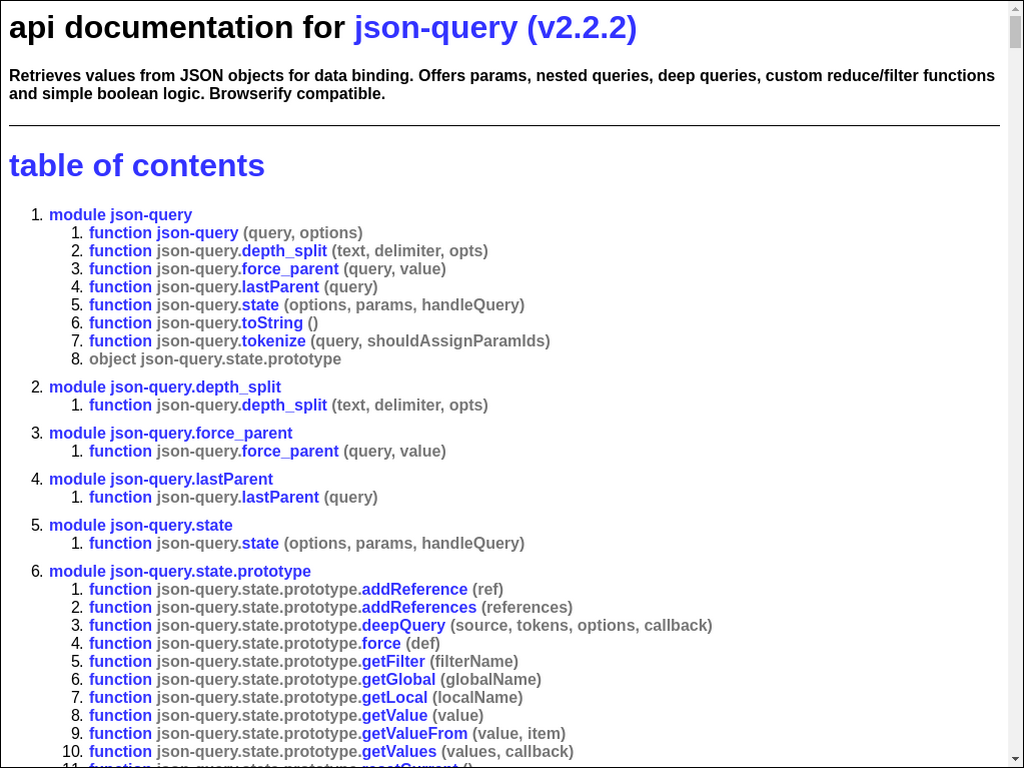 api documentation for json-query (v2.2.2)
Retrieves values from JSON objects for data binding. Offers params, nested queries, deep queries, custom reduce/filter functions
and simple boolean logic. Browserify compatible.
table of contents
1. module json-query
1. function json-query (query, options)
2. function json-query.depth_split (text, delimiter, opts)
3. function json-query.force_parent (query, value)
4. function json-query.lastParent (query)
5. function json-query.state (options, params, handleQuery)
6. function json-query.toString ()
7. function json-query.tokenize (query, shouldAssignParamIds)
8. object json-query.state.prototype
2. module json-query.depth_split
1. function json-query.depth_split (text, delimiter, opts)
3. module json-query.force_parent
1. function json-query.force_parent (query, value)
4. module json-query.lastParent
1. function json-query.lastParent (query)
5. module json-query.state
1. function json-query.state (options, params, handleQuery)
6. module json-query.state.prototype
1. function json-query.state.prototype.addReference (ref)
2. function json-query.state.prototype.addReferences (references)
3. function json-query.state.prototype.deepQuery (source, tokens, options, callback)
4. function json-query.state.prototype.force (def)
5. function json-query.state.prototype.getFilter (filterName)
6. function json-query.state.prototype.getGlobal (globalName)
7. function json-query.state.prototype.getLocal (localName)
8. function json-query.state.prototype.getValue (value)
9. function json-query.state.prototype.getValueFrom (value, item)
10. function json-query.state.prototype.getValues (values, callback)
11. function json-query.state.prototype.resetCurrent ()